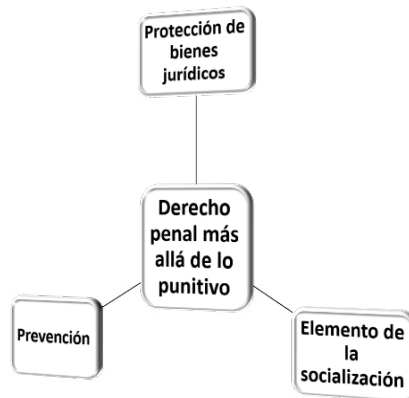 Protección de
bienes
jurídicos
Derecho
penal más
allá de lo
punitivo
Prevención
Elemento de
la
socialización